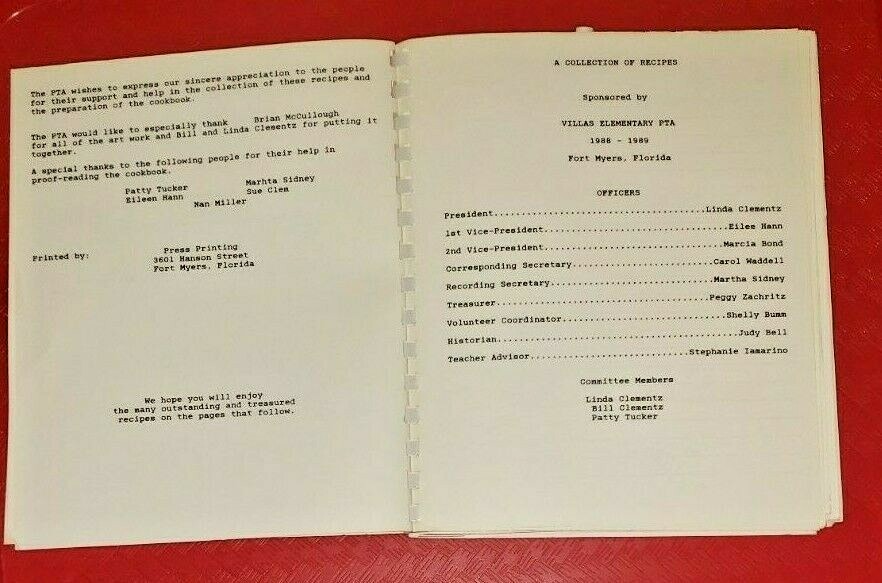 The PTA wishes to express our sincere appreciation to the people
for their support and help in the collection of these recipes and
the preparation of the cookbook.
The PTA would like to especially thank Brian McCullough
for all of the art work and Bill and Linda Clementz for putting it
together.
A special thanks to the following people for their help in
proof-reading the cookbook.
Patty Tucker Marhta Sidney
Eileen Hann Sue Clem
Nan Miller
Printed by: Press Printing
3601 Hanson Street
Fort Myers, Florida
We hope you will enjoy
the many outstanding and treasured
recipes on the pages that follow.
A COLLECTION OF RECIPES
Sponsored by
VILLAS ELEMENTARY PTA
1988 - 1989
Fort Myers, Florida
OFFICERS
President.......................................Linda Clementz
1st Vice-President..................................Eilee Hann
2nd Vice-President.................................Marcia Bond
Corresponding Secretary..........................Carol Waddell
Recording Secretary..............................Martha Sidney
Treasurer.......................................Peggy Zachritz
Volunteer Coordinator..............................Shelly Bumm
Historian............................................Judy Bell
Teacher Advisor.............................Stephanie Iamarino
Committee Members
Linda Clementz
Bill Clementz
Patty Tucker